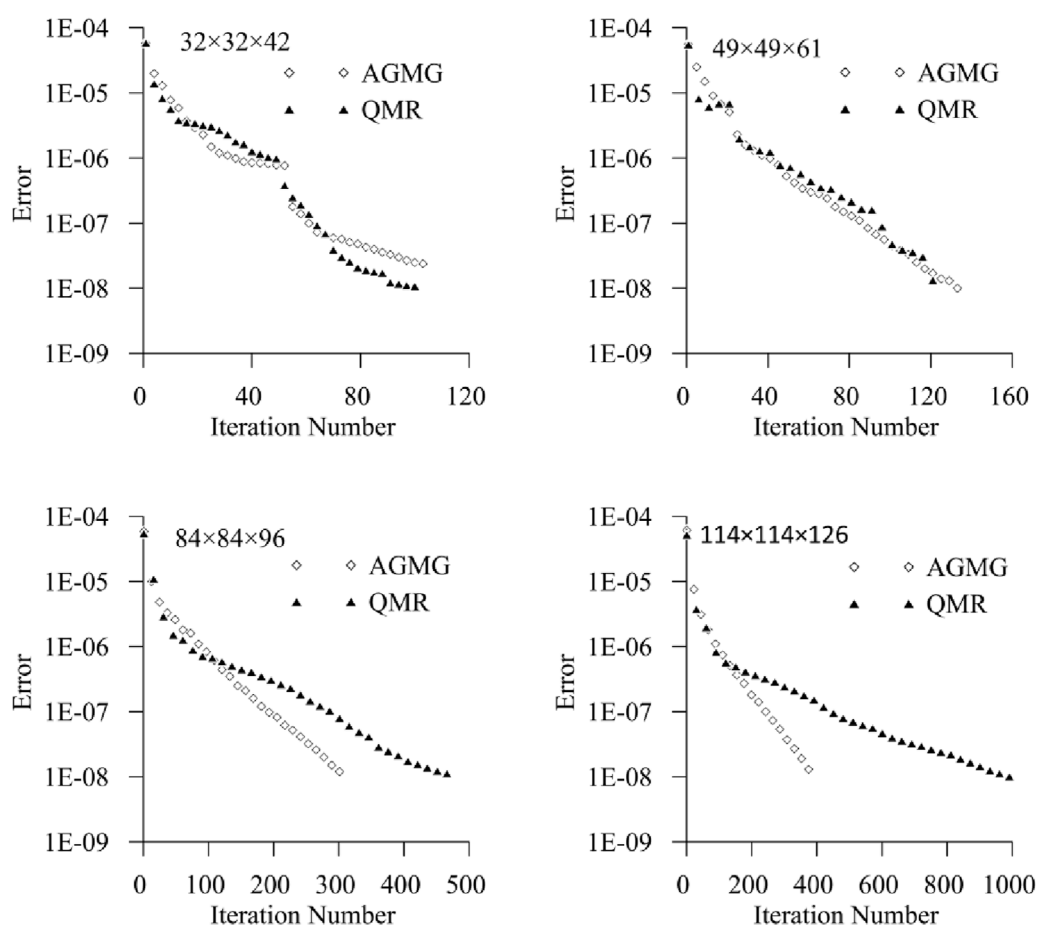 1E-04
32×32×42
AGMG
1E-05
QMR
1E-06
Error
1E-07
1E-08
1E-09
0 40 80 120
Iteration Number
1E-04
49×49×61
AGMG
1E-05
QMR
1E-06
Error
1E-07
1E-08
1E-09
0 40 80 120 160
Iteration Number
1E-04
84×84×96
AGMG
1E-05
QMR
1E-06
Error
1E-07
1E-08
1E-09
0 100 200 300 400 500
Iteration Number
1E-04
114×114×126
AGMG
1E-05
QMR
1E-06
Error
1E-07
1E-08
1E-09
0 200 400 600 800 1000
Iteration Number